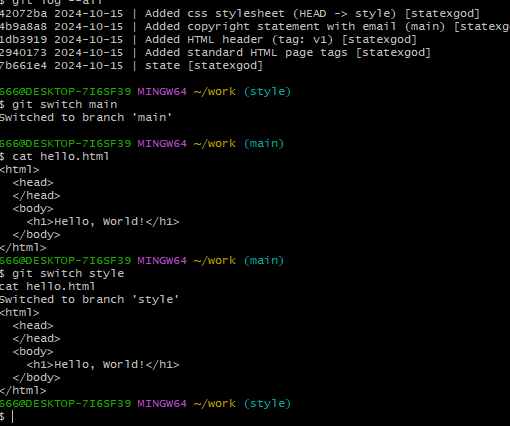 $ git log --all
42072ba 2024-10-15 | Added css stylesheet (HEAD -> style) [statexgod]
4b9a8a8 2024-10-15 | Added copyright statement with email (main) [statexgo
1db3919 2024-10-15 | Added HTML header (tag: v1) [statexgod]
2940173 2024-10-15 | Added standard HTML page tags [statexgod]
7b661e4 2024-10-15 | state [statexgod]
666@DESKTOP-7I6SF39 MINGW64 ~/work (style)
$ git switch main
Switched to branch 'main'
666@DESKTOP-7I6SF39 MINGW64 ~/work (main)
$ cat hello.html
<html>
  <head>
  </head>
  <body>
    <h1>Hello, World!</h1>
  </body>
</html>
666@DESKTOP-7I6SF39 MINGW64 ~/work (main)
$ git switch style
cat hello.html
Switched to branch 'style'
<html>
  <head>
  </head>
  <body>
    <h1>Hello, World!</h1>
  </body>
</html>
666@DESKTOP-7I6SF39 MINGW64 ~/work (style)
$